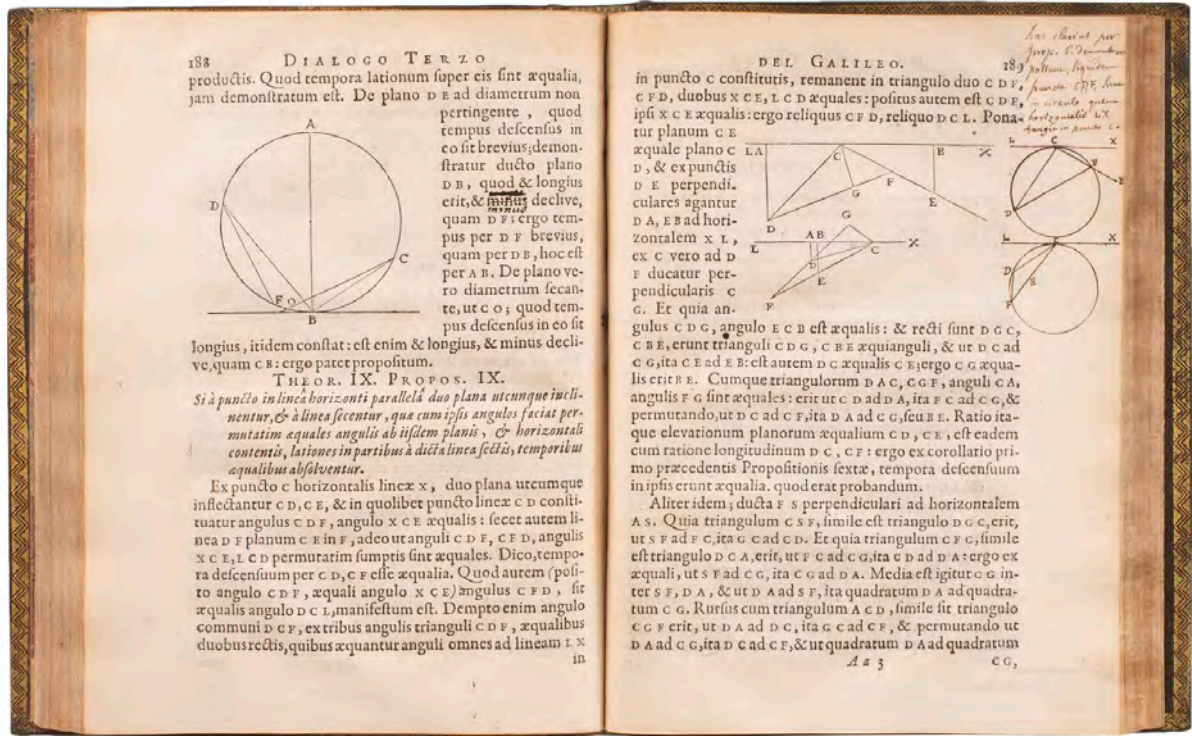 188 DIALOGO TERZO
productis. Quod tempora lationum super eis sint æqualia,
jam demonstratum est. De plano D E ad diametrum non
pertingente, quod
tempus descensus in
eo sit brevius; demon-
stratur ducto plano
D B, quod & longius
erit, & minus declive,
minus
quam D F: ergo tem-
pus per D F brevius,
quam per D B, hoc est
per A B. De plano ve-
ro diametrum secan-
te, ut C O; quod tem-
pus descensus in eo sit
A
D
C
F O
B
longius, itidem constat: est enim & longius, & minus decli-
ve, quam C B: ergo patet propositum.
THEOR. IX. PROPOS. IX.
Si à puncto in lineâ horizonti parallelâ duo plana utcunque incli-
nentur, & à linea secentur, quæ cum ipsis angulos faciat per-
mutatim æquales angulis ab iisdem planis, & horizontali
contentis, lationes in partibus à dicta linea sectis, temporibus
æqualibus absolventur.
Ex puncto C horizontalis lineæ X, duo plana utcumque
inflectantur C D, C E, & in quolibet puncto lineæ C D consti-
tuatur angulus C D F, angulo X C E æqualis: secet autem li-
nea D F planum C E in F, adeo ut anguli C D F, C F D, angulis
X C E, L C D permutatim sumptis sint æquales. Dico, tempo-
ra descensuum per C D, C F esse æqualia. Quod autem (posi-
to angulo C D F, æquali angulo X C E) angulus C F D, sit
æqualis angulo D C L, manifestum est. Dempto enim angulo
communi D C F, ex tribus angulis trianguli C D F, æqualibus
duobus rectis, quibus æquantur anguli omnes ad lineam L X
in
DEL GALILEO. 189
in puncto C constitutis, remanent in triangulo duo C D F,
C F D, duobus X C E, L C D æquales: positus autem est C D F,
ipsi X C E æqualis: ergo reliquus C F D, reliquo D C L. Pona-
tur planum C E
æquale plano C
D, & ex punctis
D E perpendi-
culares agantur
D A, E B ad hori-
zontalem X L,
ex C vero ad D
F ducatur per-
pendicularis C
G. Et quia an-
L A C B X
G F
D E
G
L A B C X
D
E
F
gulus C D G, angulo E C B est æqualis: & recti sunt D G C,
C B E, erunt trianguli C D G, C B E æquianguli, & ut D C ad
C G, ita C E ad E B: est autem D C æqualis C E; ergo C G æqua-
lis erit B E. Cumque triangulorum D A C, C G F, anguli C A,
angulis F G sint æquales: erit ut C D ad D A, ita F C ad C G, &
permutando, ut D C ad C F, ita D A ad C G, seu B E. Ratio ita-
que elevationum planorum æqualium C D, C E, est eadem
cum ratione longitudinum D C, C F: ergo ex corollario pri-
mo præcedentis Propositionis sextæ, tempora descensuum
in ipsis erunt æqualia. quod erat probandum.
Aliter idem; ducta F S perpendiculari ad horizontalem
A S. Quia triangulum C S F, simile est triangulo D G C, erit,
ut S F ad F C, ita G C ad C D. Et quia triangulum C F G, simile
est triangulo D C A, erit, ut F C ad C G, ita C D ad D A: ergo ex
æquali, ut S F ad C G, ita C G ad D A. Media est igitur C G in-
ter S F, D A, & ut D A ad S F, ita quadratum D A ad quadra-
tum C G. Rursus cum triangulum A C D, simile sit triangulo
C G F erit, ut D A ad D C, ita G C ad C F, & permutando ut
D A ad C G, ita D C ad C F, & ut quadratum D A ad quadratum
A a 3 C G,
per
prop. 6.
puncta CDF
in circulo quem
horizontalis LX
tangit in puncto C.
L C X
F
E
D
L X
D
F